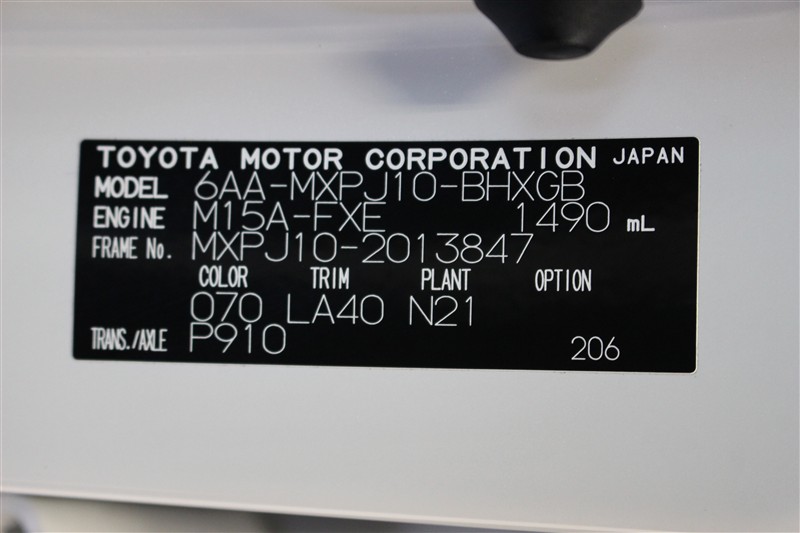 TOYOTA MOTOR CORPORATION JAPAN
MODEL 6AA-MXPJ10-BHXGB
ENGINE M15A-FXE 1490 mL
FRAME No. MXPJ10-2013847
COLOR TRIM PLANT OPTION
070 LA40 N21
TRANS./AXLE P910 206